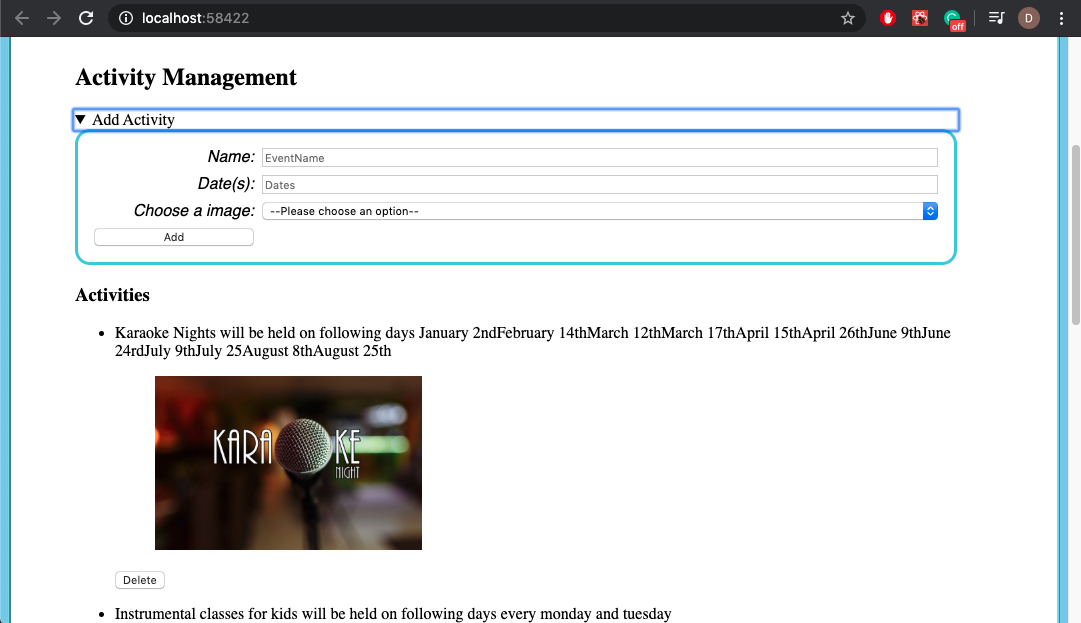 localhost:58422
off
D
Activity Management
▼ Add Activity
Name: EventName
Date(s): Dates
Choose a image: --Please choose an option--
Add
Activities
• Karaoke Nights will be held on following days January 2ndFebruary 14thMarch 12thMarch 17thApril 15thApril 26thJune 9thJune
24rdJuly 9thJuly 25August 8thAugust 25th
KARA KE
NIGHT
Delete
• Instrumental classes for kids will be held on following days every monday and tuesday